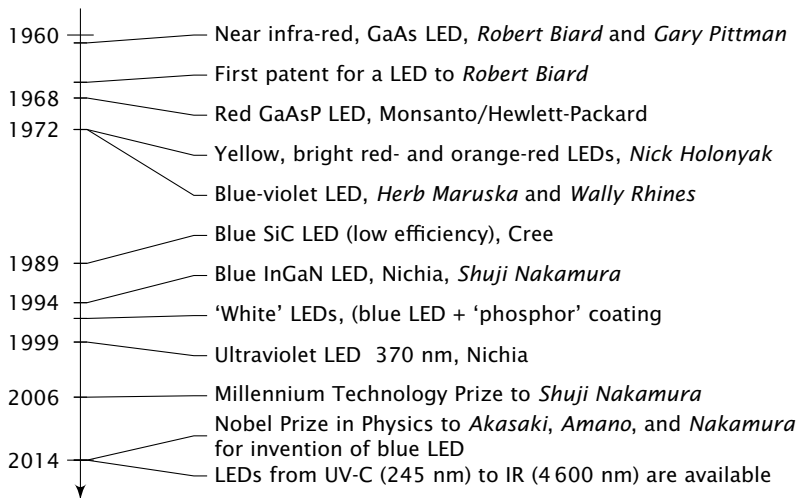 1960
Near infra-red, GaAs LED, Robert Biard and Gary Pittman
First patent for a LED to Robert Biard
1968
Red GaAsP LED, Monsanto/Hewlett-Packard
1972
Yellow, bright red- and orange-red LEDs, Nick Holonyak
Blue-violet LED, Herb Maruska and Wally Rhines
Blue SiC LED (low efficiency), Cree
1989
Blue InGaN LED, Nichia, Shuji Nakamura
1994
‘White’ LEDs, (blue LED + ‘phosphor’ coating
1999
Ultraviolet LED 370 nm, Nichia
2006
Millennium Technology Prize to Shuji Nakamura
Nobel Prize in Physics to Akasaki, Amano, and Nakamura
for invention of blue LED
2014
LEDs from UV-C (245 nm) to IR (4 600 nm) are available